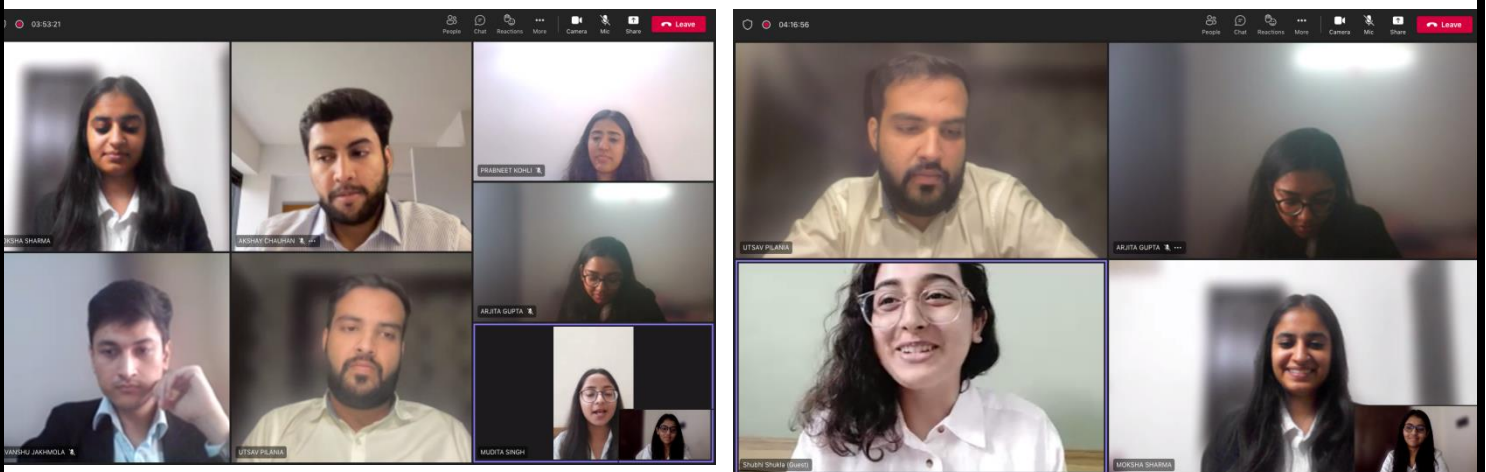 03:53:21
People Chat Reactions More Camera Mic Share Leave
OKSHA SHARMA
AKSHAY CHAUHAN
PRABNEET KOHLI
ARJITA GUPTA
VANSHU JAKHMOLA
UTSAV PILANIA
MUDITA SINGH
04:16:56
People Chat Reactions More Camera Mic Share Leave
UTSAV PILANIA
ARJITA GUPTA
Shubhi Shukla (Guest)
MOKSHA SHARMA